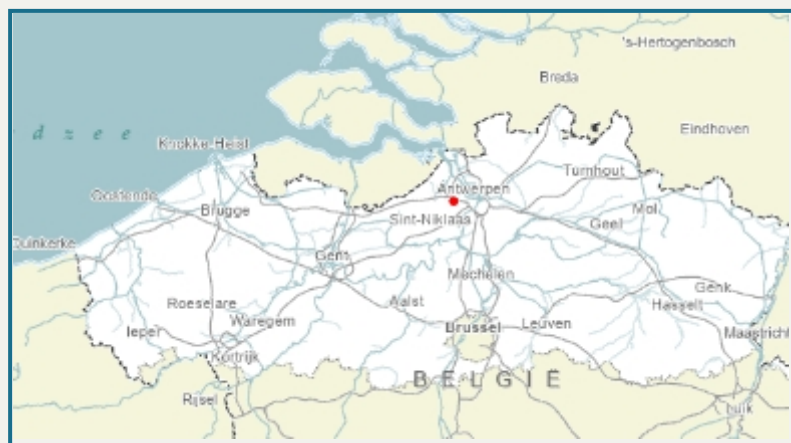 's-Hertogenbosch
Breda
d z e e
Eindhoven
Knokke-Heist
Turnhout
Antwerpen
Oostende
Brugge
Mol
Sint-Niklaas
Geel
Duinkerke
Gent
Mechelen
Genk
Roeselare
Aalst
Hasselt
Waregem
Brussel
Leuven
Ieper
Maastricht
Kortrijk
BELGIË
Rijsel
Luik